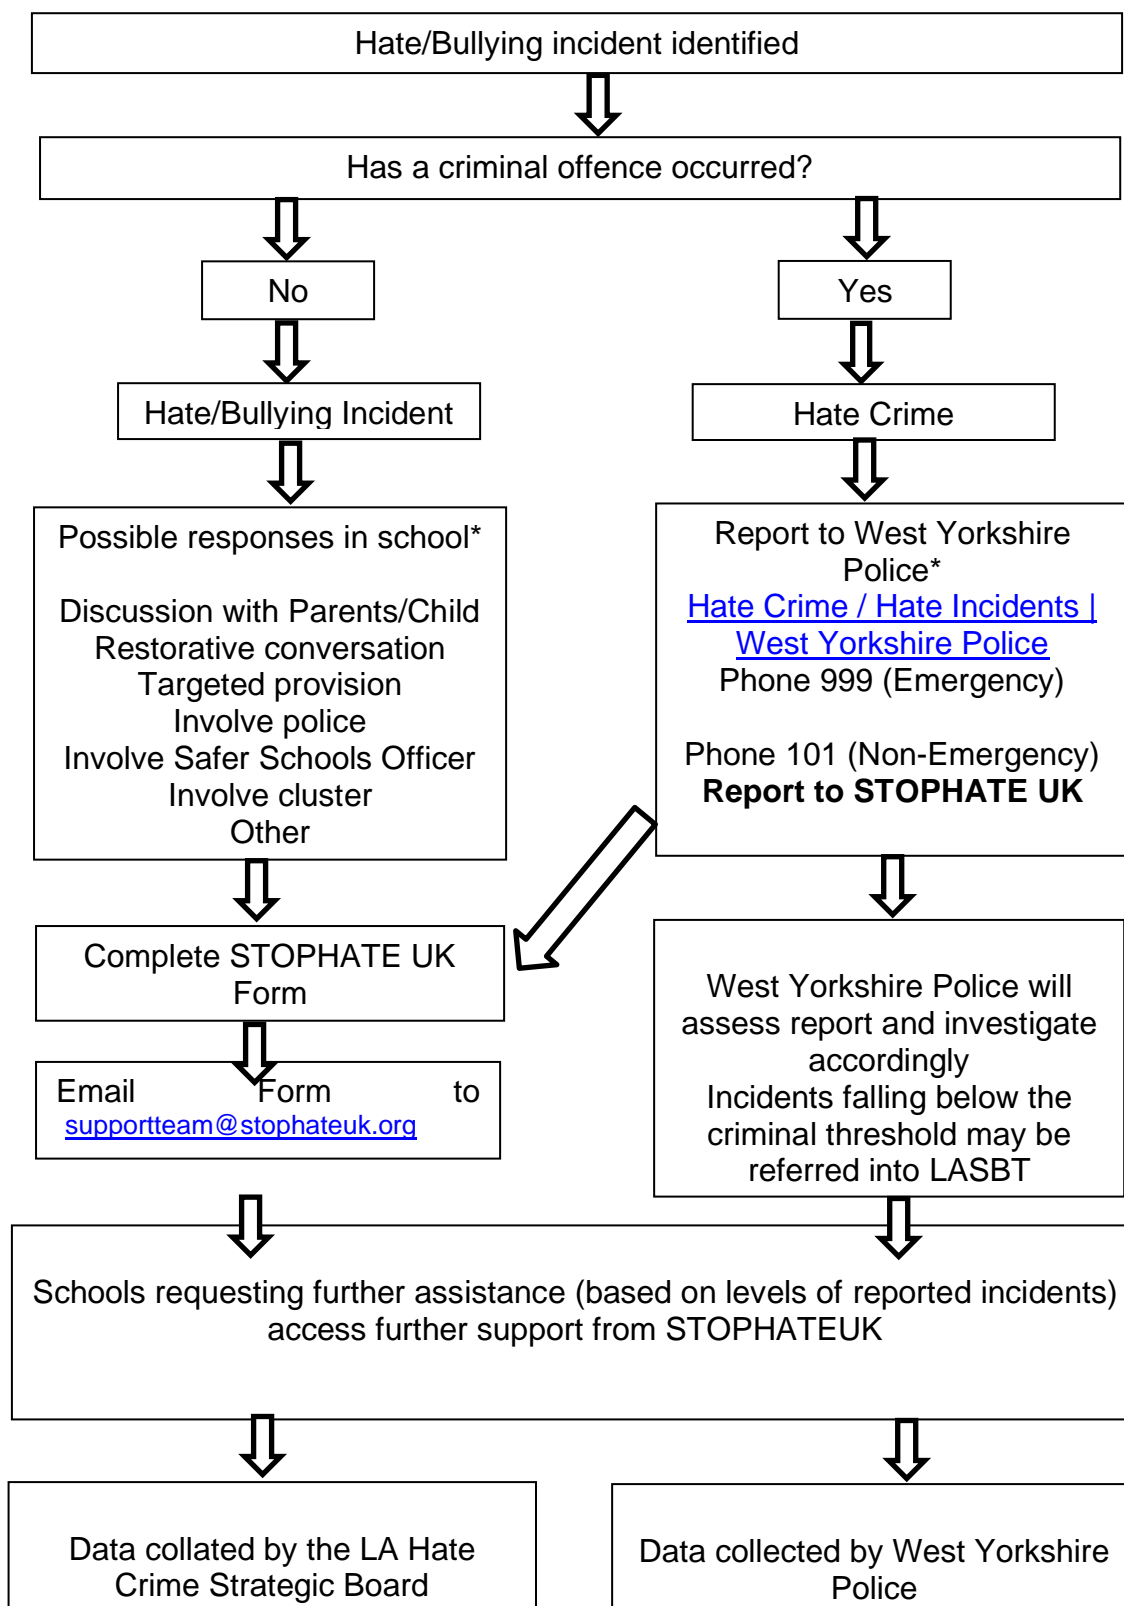 Hate/Bullying incident identified
Has a criminal offence occurred?
No
Yes
Hate/Bullying Incident
Hate Crime
Possible responses in school*
Discussion with Parents/Child
Restorative conversation
Targeted provision
Involve police
Involve Safer Schools Officer
Involve cluster
Other
Report to West Yorkshire
Police*
Hate Crime / Hate Incidents |
West Yorkshire Police
Phone 999 (Emergency)
Phone 101 (Non-Emergency)
Report to STOPHATE UK
Complete STOPHATE UK
Form
Email Form to
supportteam@stophateuk.org
West Yorkshire Police will
assess report and investigate
accordingly
Incidents falling below the
criminal threshold may be
referred into LASBT
Schools requesting further assistance (based on levels of reported incidents)
access further support from STOPHATEUK
Data collated by the LA Hate
Crime Strategic Board
Data collected by West Yorkshire
Police